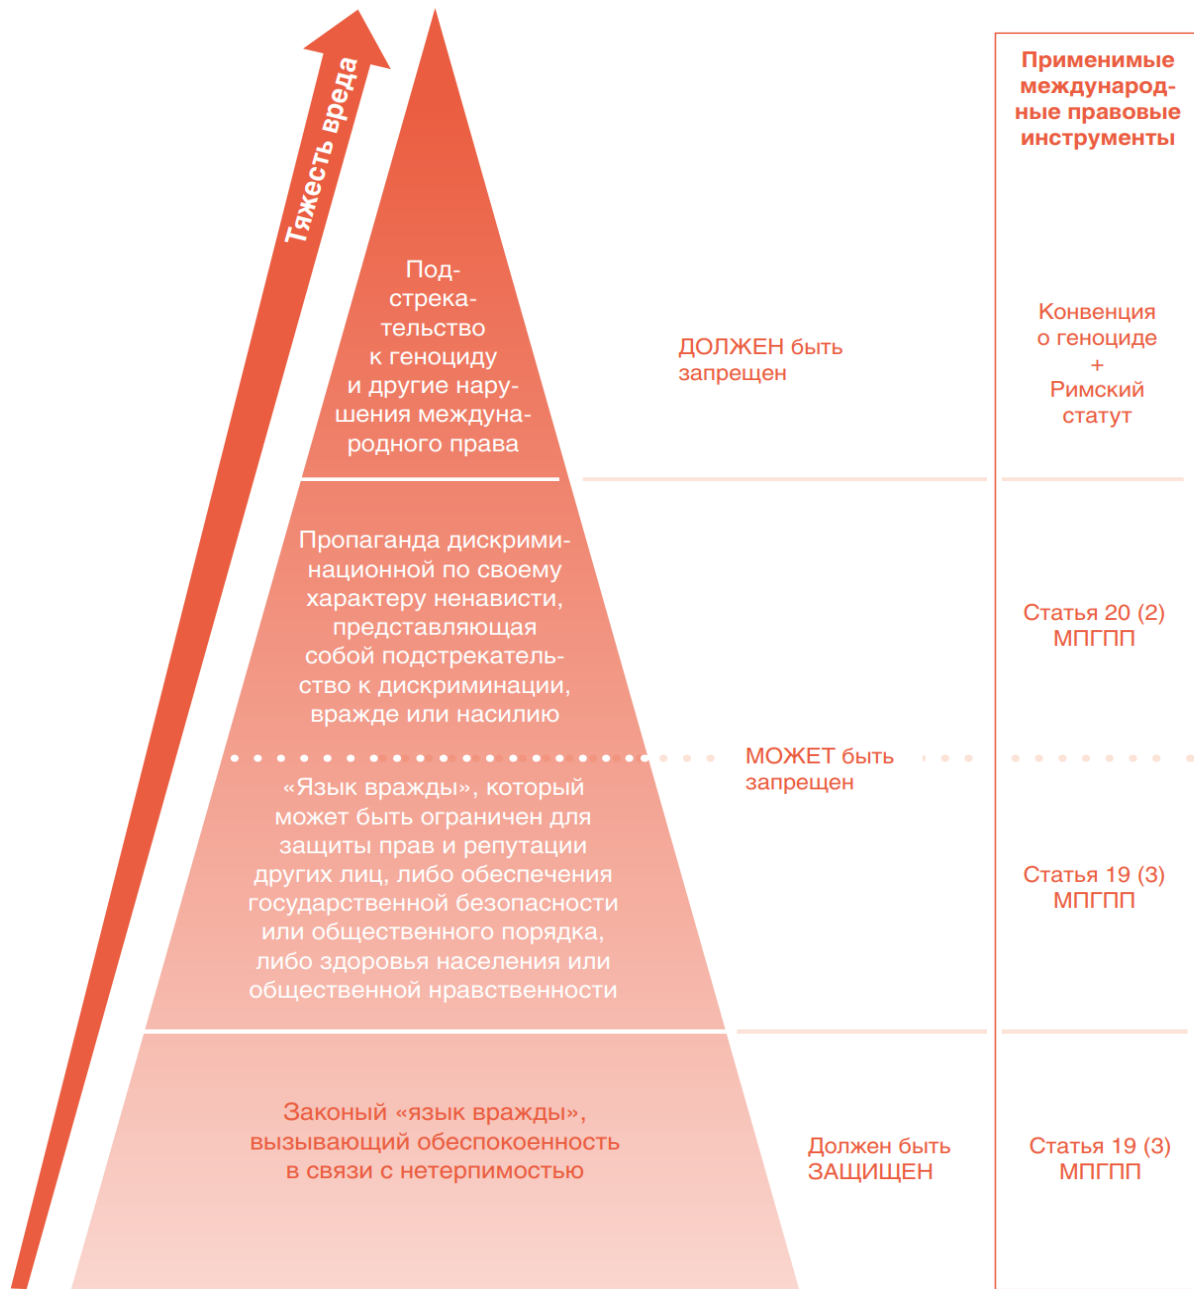 Тяжесть вреда
Применимые
международ-
ные правовые
инструменты
Под-
стрека-
тельство
к геноциду
и другие нару-
шения междуна-
родного права
ДОЛЖЕН быть
запрещен
Конвенция
о геноциде
+
Римский
статут
Пропаганда дискрими-
национной по своему
характеру ненависти,
представляющая
собой подстрекатель-
ство к дискриминации,
вражде или насилию
Статья 20 (2)
МПГПП
МОЖЕТ быть
запрещен
«Язык вражды», который
может быть ограничен для
защиты прав и репутации
других лиц, либо обеспечения
государственной безопасности
или общественного порядка,
либо здоровья населения или
общественной нравственности
Статья 19 (3)
МПГПП
Законый «язык вражды»,
вызывающий обеспокоенность
в связи с нетерпимостью
Должен быть
ЗАЩИЩЕН
Статья 19 (3)
МПГПП